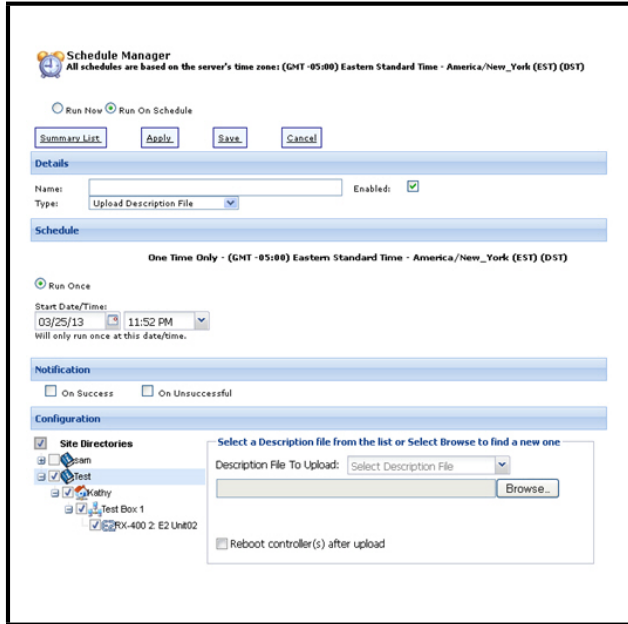 Schedule Manager
All schedules are based on the server's time zone: (GMT -05:00) Eastern Standard Time - America/New_York (EST) (DST)
Run Now Run On Schedule
Summary List Apply Save Cancel
Details
Name: Enabled:
Type: Upload Description File
Schedule
One Time Only - (GMT -05:00) Eastern Standard Time - America/New_York (EST) (DST)
Run Once
Start Date/Time:
03/25/13 11:52 PM
Will only run once at this date/time.
Notification
On Success On Unsuccessful
Configuration
Site Directories
sam
Test
Kathy
Test Box 1
RX-400 2: E2 Unit02
Select a Description file from the list or Select Browse to find a new one
Description File To Upload: Select Description File
Browse..
Reboot controller(s) after upload